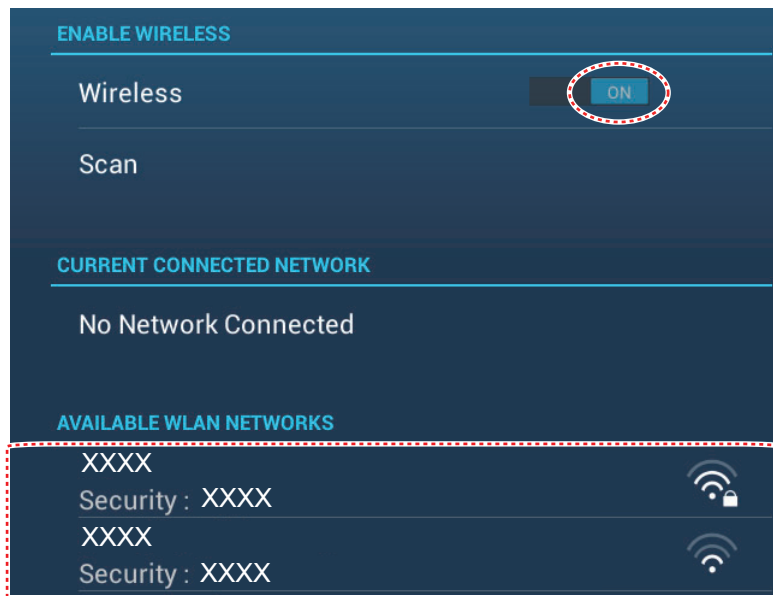 ENABLE WIRELESS
Wireless
ON
Scan
CURRENT CONNECTED NETWORK
No Network Connected
AVAILABLE WLAN NETWORKS
XXXX
Security : XXXX
XXXX
Security : XXXX